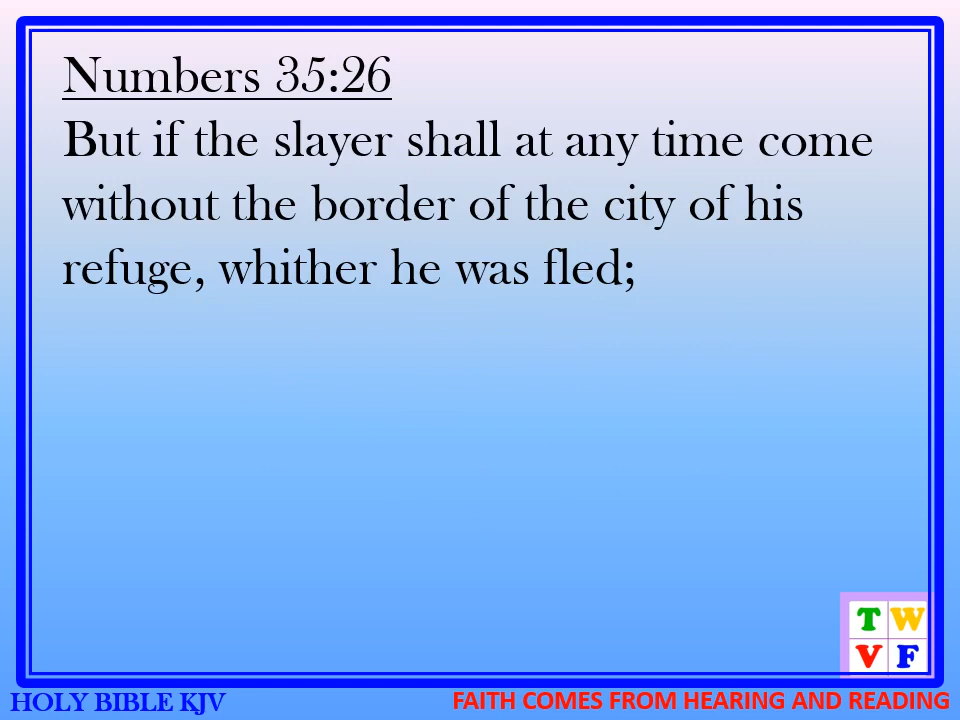 Numbers 35:26
But if the slayer shall at any time come
without the border of the city of his
refuge, whither he was fled;
T W
V F
HOLY BIBLE KJV
FAITH COMES FROM HEARING AND READING